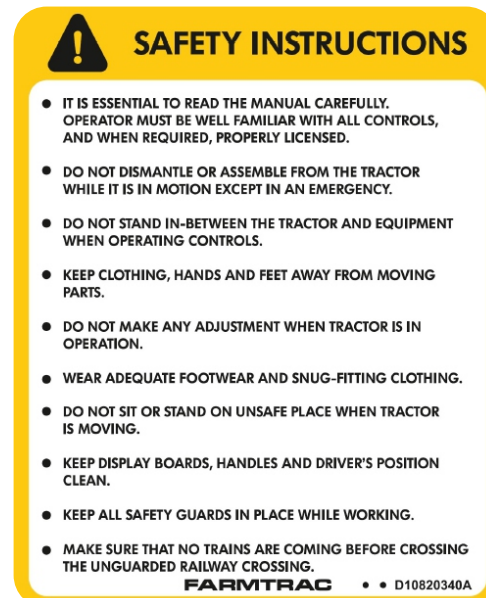 SAFETY INSTRUCTIONS
● IT IS ESSENTIAL TO READ THE MANUAL CAREFULLY.
OPERATOR MUST BE WELL FAMILIAR WITH ALL CONTROLS,
AND WHEN REQUIRED, PROPERLY LICENSED.
● DO NOT DISMANTLE OR ASSEMBLE FROM THE TRACTOR
WHILE IT IS IN MOTION EXCEPT IN AN EMERGENCY.
● DO NOT STAND IN-BETWEEN THE TRACTOR AND EQUIPMENT
WHEN OPERATING CONTROLS.
● KEEP CLOTHING, HANDS AND FEET AWAY FROM MOVING
PARTS.
● DO NOT MAKE ANY ADJUSTMENT WHEN TRACTOR IS IN
OPERATION.
● WEAR ADEQUATE FOOTWEAR AND SNUG-FITTING CLOTHING.
● DO NOT SIT OR STAND ON UNSAFE PLACE WHEN TRACTOR
IS MOVING.
● KEEP DISPLAY BOARDS, HANDLES AND DRIVER'S POSITION
CLEAN.
● KEEP ALL SAFETY GUARDS IN PLACE WHILE WORKING.
● MAKE SURE THAT NO TRAINS ARE COMING BEFORE CROSSING
THE UNGUARDED RAILWAY CROSSING.
FARMTRAC ● ● D10820340A